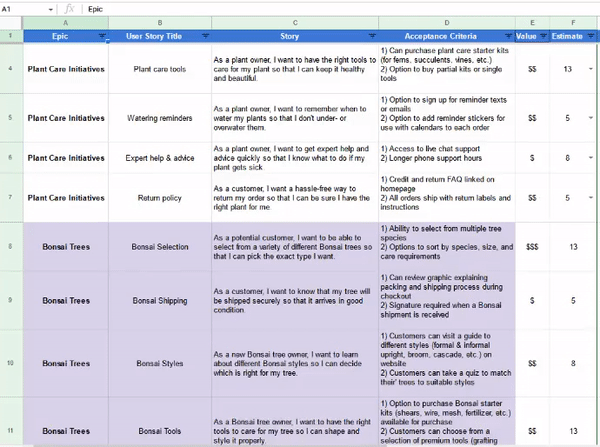 A1 fx Epic
A B C D E F
1 Epic User Story Title Story Acceptance Criteria Value Estimate
4 Plant Care Initiatives Plant care tools $$ 13
As a plant owner, I want to have the right tools to
care for my plant so that I can keep it healthy
and beautiful.
1) Can purchase plant care starter kits
(for ferns, succulents, vines, etc.)
2) Option to buy partial kits or single
tools
5 Plant Care Initiatives Watering reminders $$ 5
As a plant owner, I want to remember when to
water my plants so that I don't under- or
overwater them.
1) Option to sign up for reminder texts
or emails
2) Option to add reminder stickers for
use with calendars to each order
6 Plant Care Initiatives Expert help & advice $ 8
As a plant owner, I want to get expert help and
advice quickly so that I know what to do if my
plant gets sick
1) Access to live chat support
2) Longer phone support hours
7 Plant Care Initiatives Return policy $$ 5
As a customer, I want a hassle-free way to
return my order so that I can be sure I have the
right plant for me.
1) Credit and return FAQ linked on
homepage
2) All orders ship with return labels and
instructions
8 Bonsai Trees Bonsai Selection $$$ 13
As a potential customer, I want to be able to
select from a variety of different Bonsai trees so
that I can pick the exact type I want.
1) Ability to select from multiple tree
species
2) Options to sort by species, size, and
care requirements
9 Bonsai Trees Bonsai Shipping $ 5
As a customer, I want to know that my tree will
be shipped securely so that it arrives in good
condition.
1) Can review graphic explaining
packing and shipping process during
checkout
2) Signature required when a Bonsai
shipment is received
10 Bonsai Trees Bonsai Styles $$ 8
As a new Bonsai tree owner, I want to learn
about different Bonsai styles so I can decide
which is right for my tree.
1) Customers can visit a guide to
different styles (formal & informal
upright, broom, cascade, etc.) on
website
2) Customers can take a quiz to match
their' trees to suitable styles
11 Bonsai Trees Bonsai Tools $$ 13
As a Bonsai tree owner, I want to have the right
tools to care for my tree so i can shape and
style it properly.
1) Option to purchase Bonsai starter
kits (shears, wire, mesh, fertilizer, etc.)
available for purchase
2) Customers can choose from a
selection of premium tools (grafting